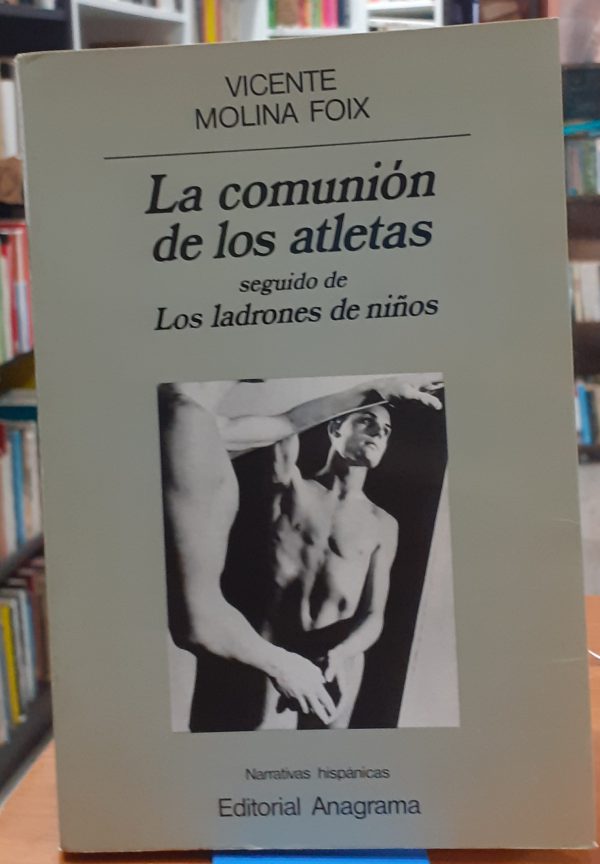 VICENTE
MOLINA FOIX
La comunión
de los atletas
seguido de
Los ladrones de niños
Narrativas hispánicas
Editorial Anagrama